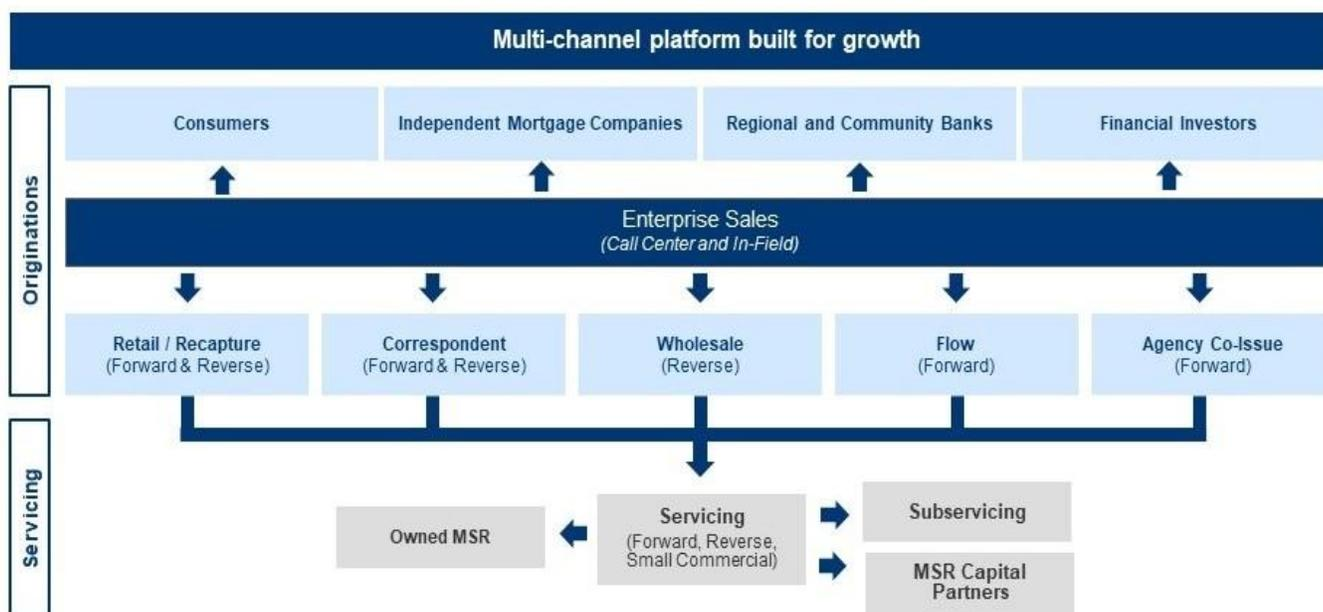 Multi-channel platform built for growth
Originations
Consumers
Independent Mortgage Companies
Regional and Community Banks
Financial Investors
Enterprise Sales
(Call Center and In-Field)
Retail / Recapture
(Forward & Reverse)
Correspondent
(Forward & Reverse)
Wholesale
(Reverse)
Flow
(Forward)
Agency Co-Issue
(Forward)
Servicing
Owned MSR
Servicing
(Forward, Reverse,
Small Commercial)
Subservicing
MSR Capital
Partners